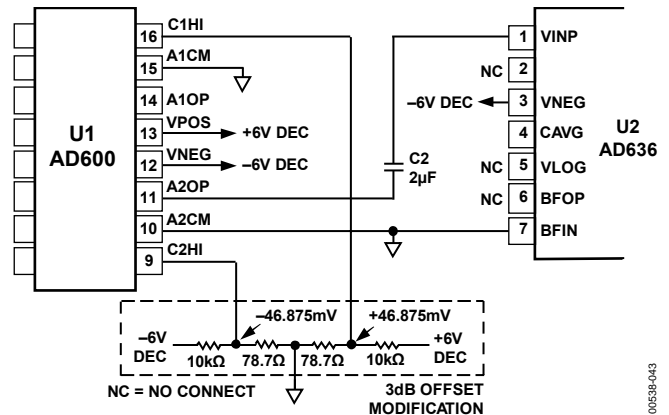 U1
AD600
16
C1HI
15
A1CM
14
A1OP
13
VPOS
+6V DEC
12
VNEG
–6V DEC
11
A2OP
10
A2CM
9
C2HI
C2
2µF
U2
AD636
1
VINP
NC
2
–6V DEC
3
VNEG
4
CAVG
NC
5
VLOG
NC
6
BFOP
7
BFIN
–46.875mV
+46.875mV
–6V
DEC
10kΩ
78.7Ω
78.7Ω
10kΩ
+6V
DEC
NC = NO CONNECT
3dB OFFSET
MODIFICATION
00538-043